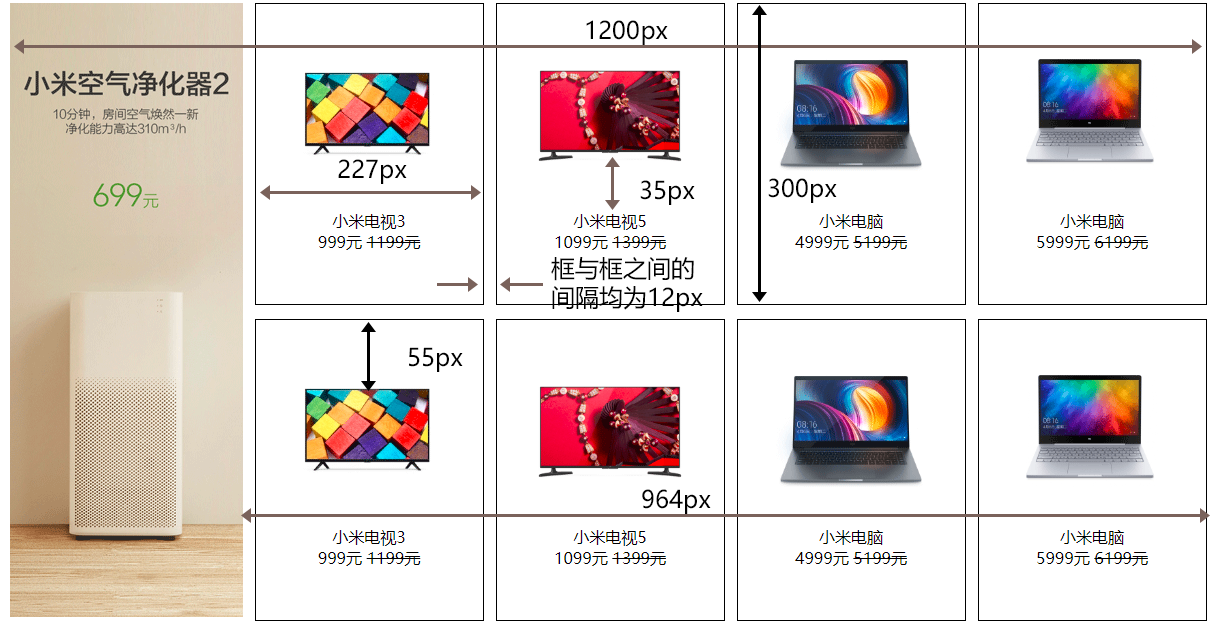 1200px
小米空气净化器2
10分钟，房间空气焕然一新
净化能力高达310m³/h
699元
227px
35px
300px
小米电视3
999元 1199元
小米电视5
1099元 1399元
小米电脑
4999元 5199元
小米电脑
5999元 6199元
框与框之间的
间隔均为12px
55px
964px
小米电视3
999元 1199元
小米电视5
1099元 1399元
小米电脑
4999元 5199元
小米电脑
5999元 6199元
08:16
08:16